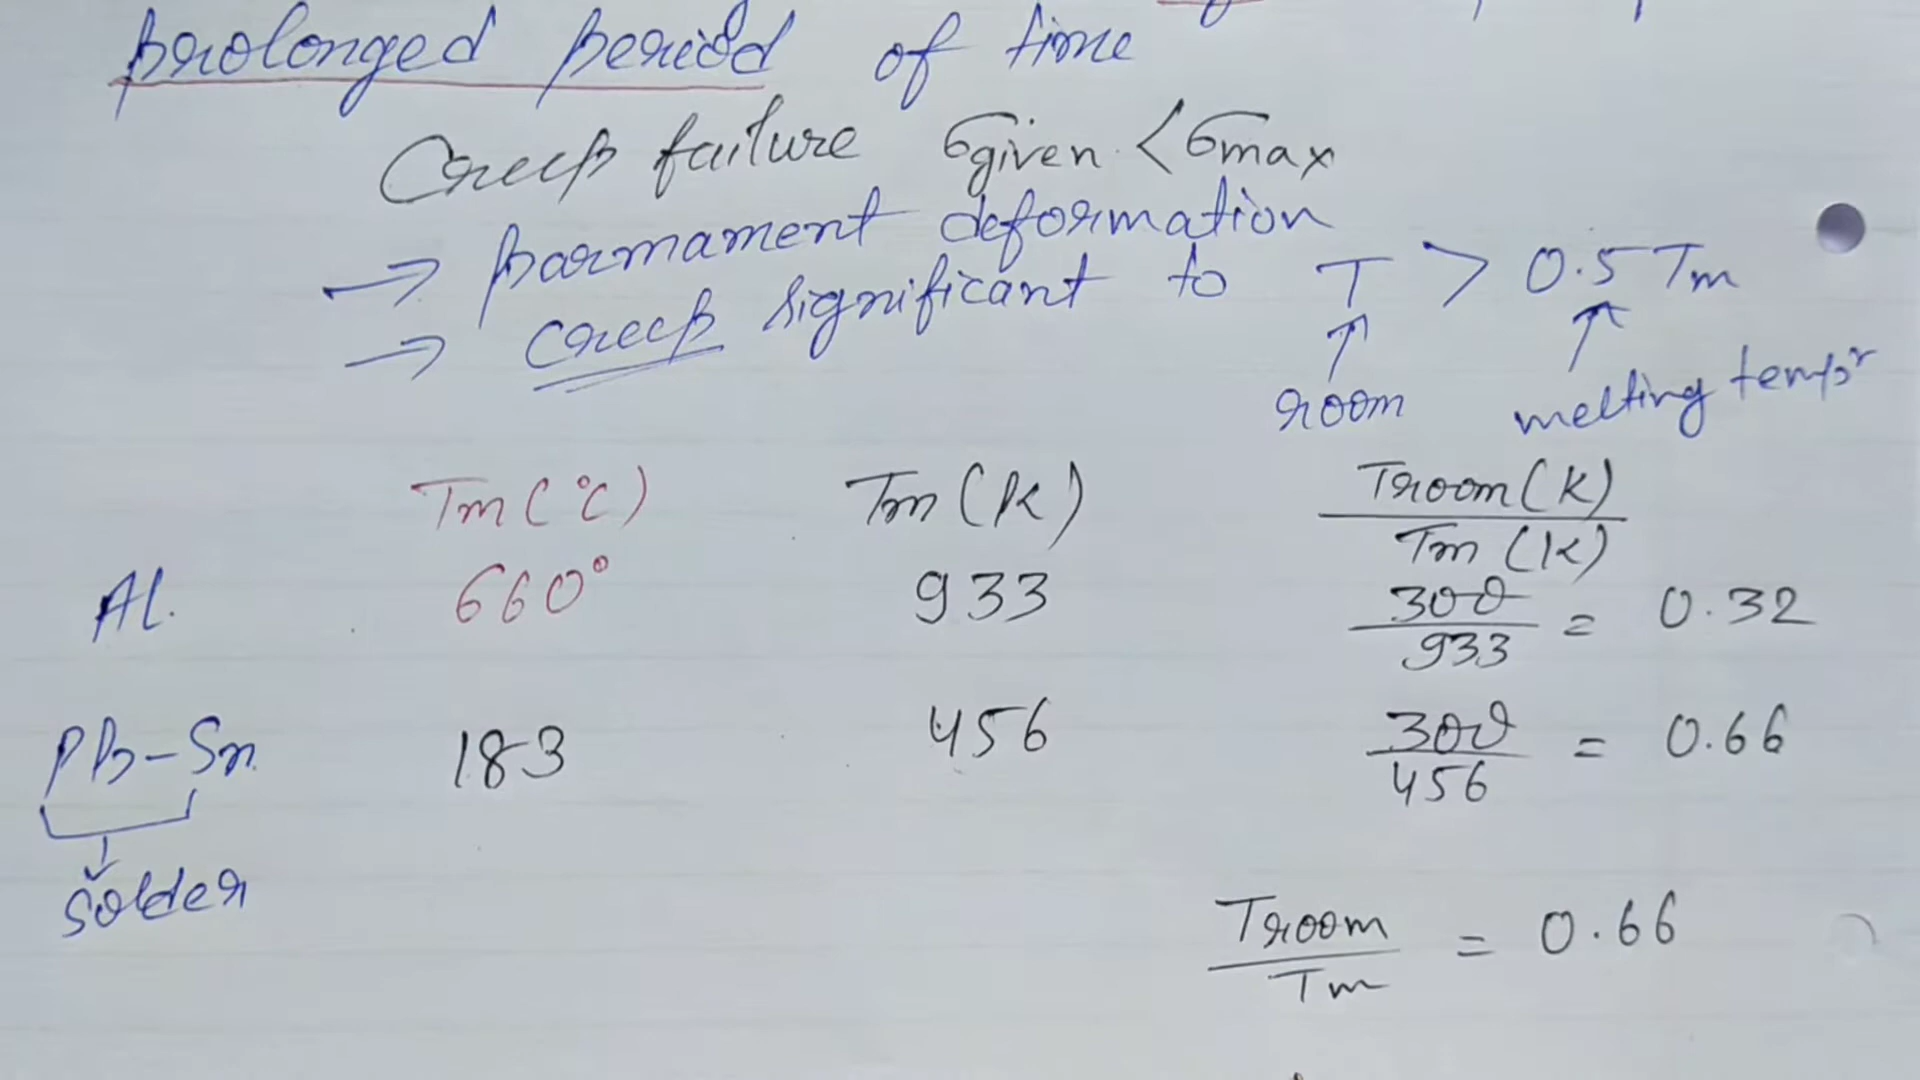 prolonged period of time
Creep failure σgiven < σmax
→ parmament deformation
→ creep significant to T > 0.5 Tm
↑ ↑
room melting tempr
Tm (°C) Tm (K) Troom (K) / Tm (K)
Al. 660° 933 300 / 933 = 0.32
Pb-Sn 183 456 300 / 456 = 0.66
solder
Troom / Tm = 0.66